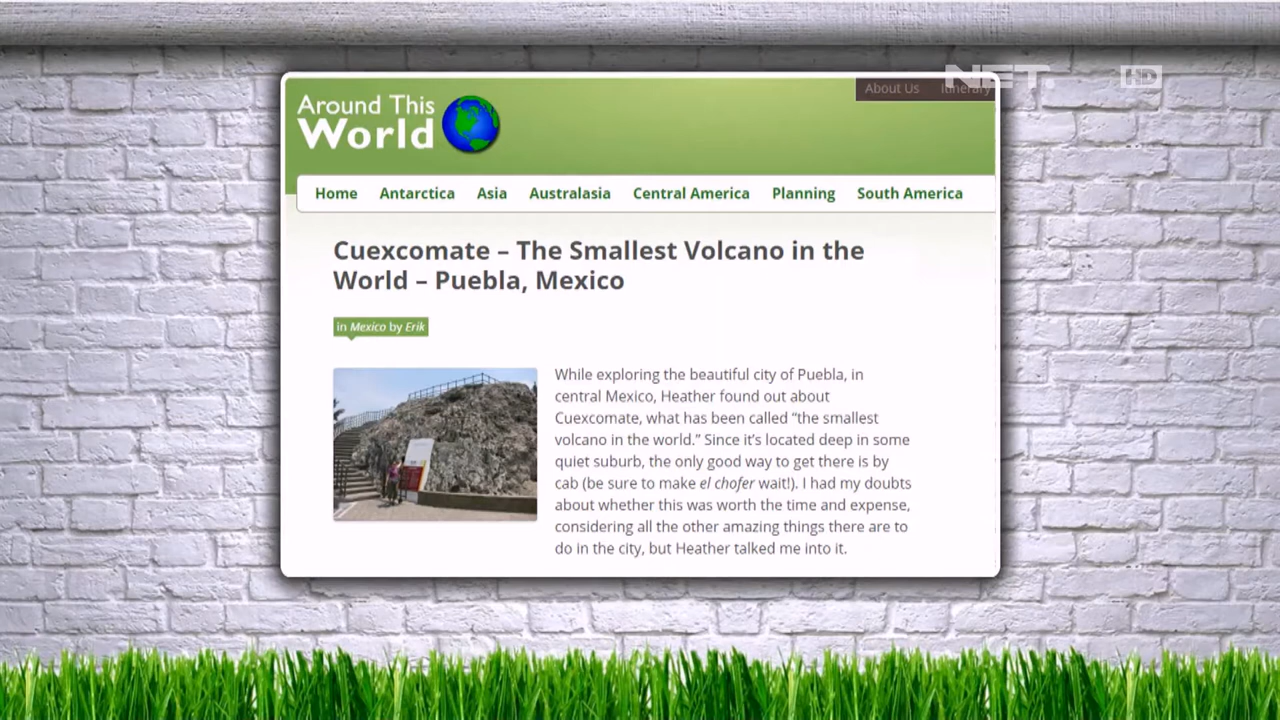 NET. HD
About Us Itinerary
Around This
World
Home Antarctica Asia Australasia Central America Planning South America
Cuexcomate – The Smallest Volcano in the
World – Puebla, Mexico
in Mexico by Erik
While exploring the beautiful city of Puebla, in
central Mexico, Heather found out about
Cuexcomate, what has been called “the smallest
volcano in the world.” Since it’s located deep in some
quiet suburb, the only good way to get there is by
cab (be sure to make el chofer wait!). I had my doubts
about whether this was worth the time and expense,
considering all the other amazing things there are to
do in the city, but Heather talked me into it.